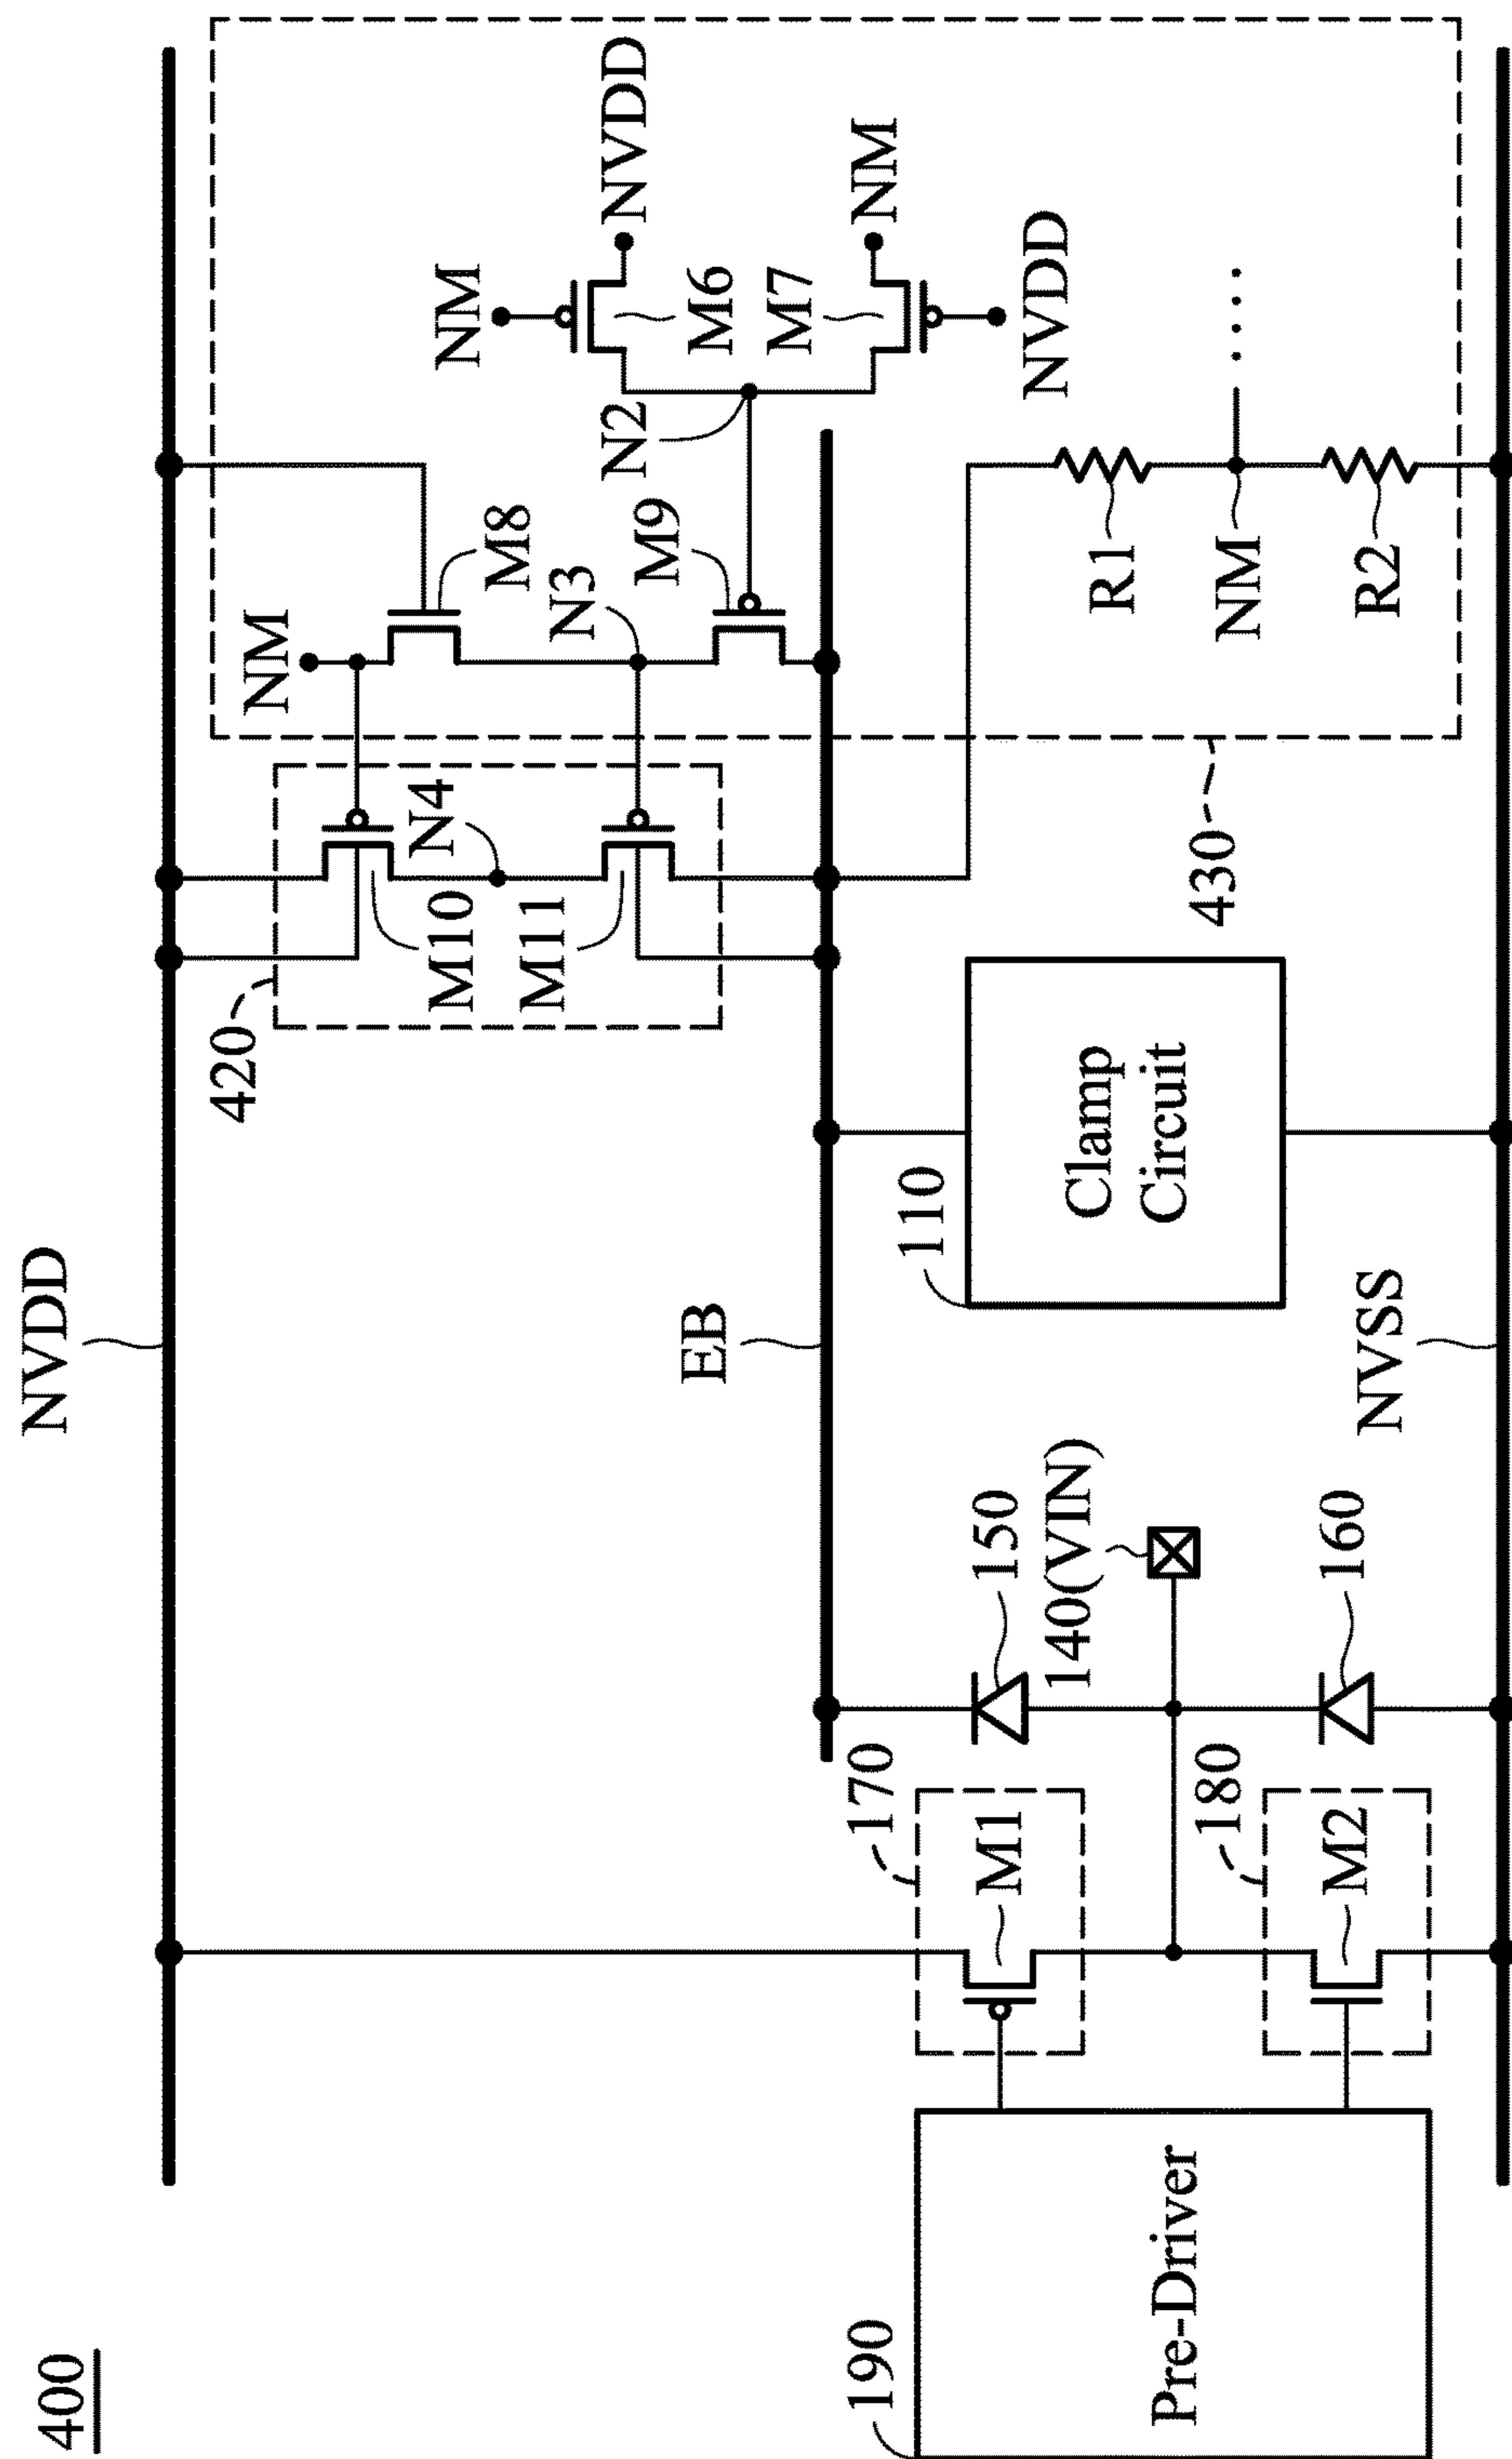 400
NVDD
NM
NVDD
M6
M7
NM
NVDD
N2
M8
NM
N3
M9
420
N4
M10
M11
EB
R1
NM
R2
430
110
Clamp
Circuit
NVSS
140(VIN)
150
160
170
M1
180
M2
190
Pre-Driver